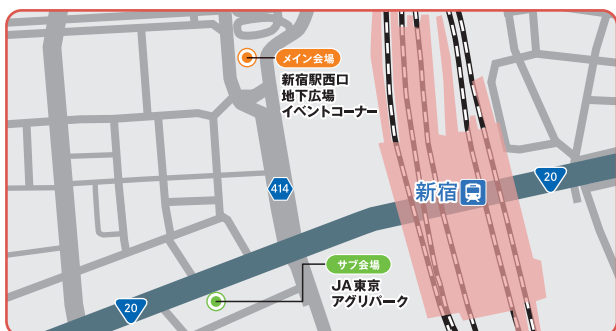 メイン会場
新宿駅西口
地下広場
イベントコーナー
414
新宿
20
サブ会場
JA東京
アグリパーク
20